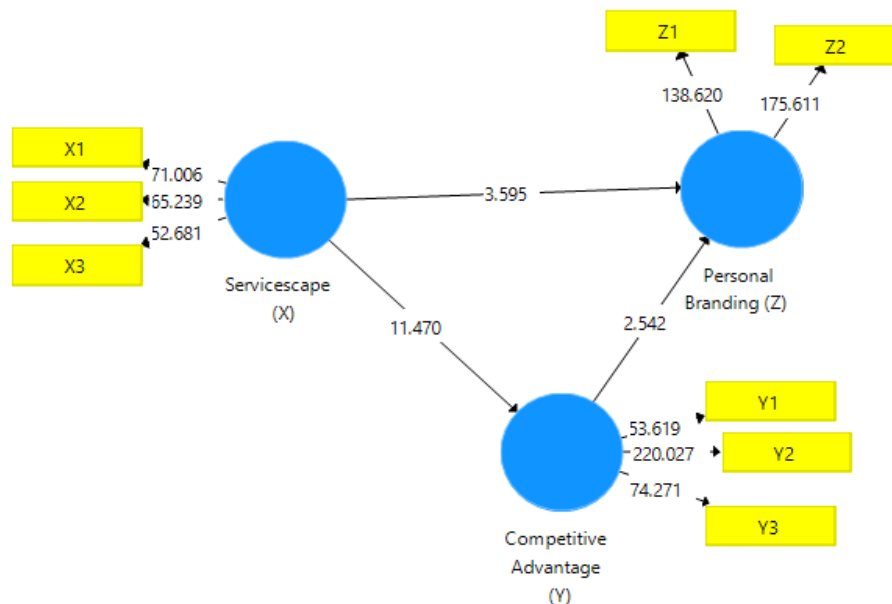 Z1
Z2
138.620
175.611
X1
71.006
X2
65.239
3.595
52.681
X3
Servicescape
(X)
Personal
Branding (Z)
11.470
2.542
Y1
53.619
Y2
220.027
74.271
Y3
Competitive
Advantage
(Y)